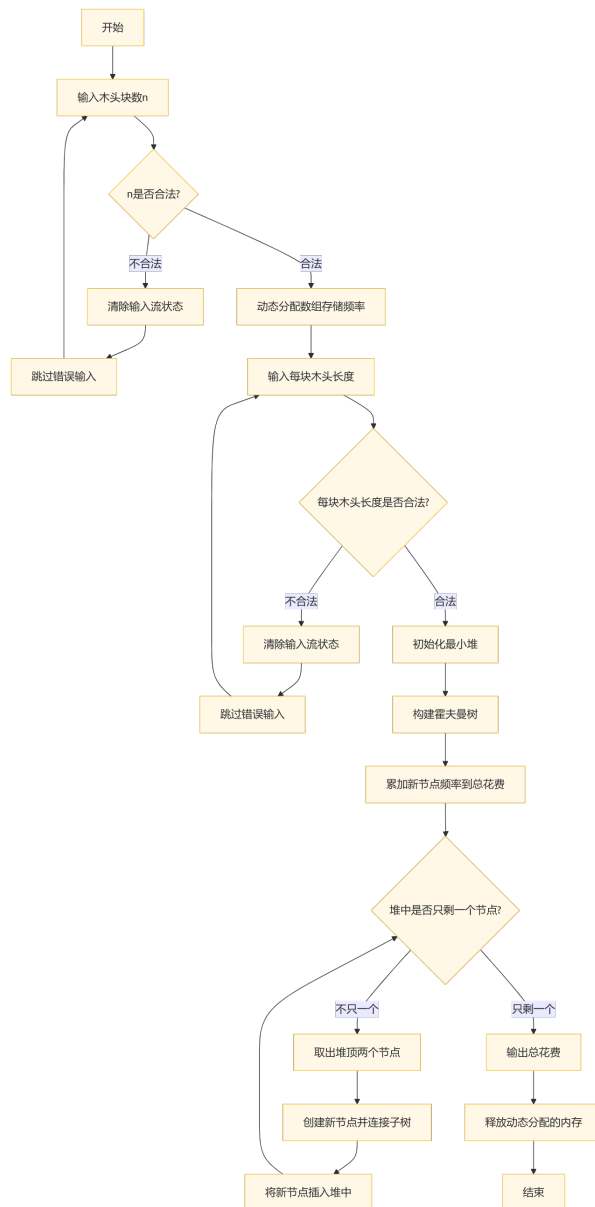 开始
输入木头块数n
n是否合法?
不合法
合法
清除输入流状态
动态分配数组存储频率
跳过错误输入
输入每块木头长度
每块木头长度是否合法?
不合法
合法
清除输入流状态
初始化最小堆
跳过错误输入
构建霍夫曼树
累加新节点频率到总花费
堆中是否只剩一个节点?
不只一个
只剩一个
取出堆顶两个节点
输出总花费
创建新节点并连接子树
释放动态分配的内存
将新节点插入堆中
结束